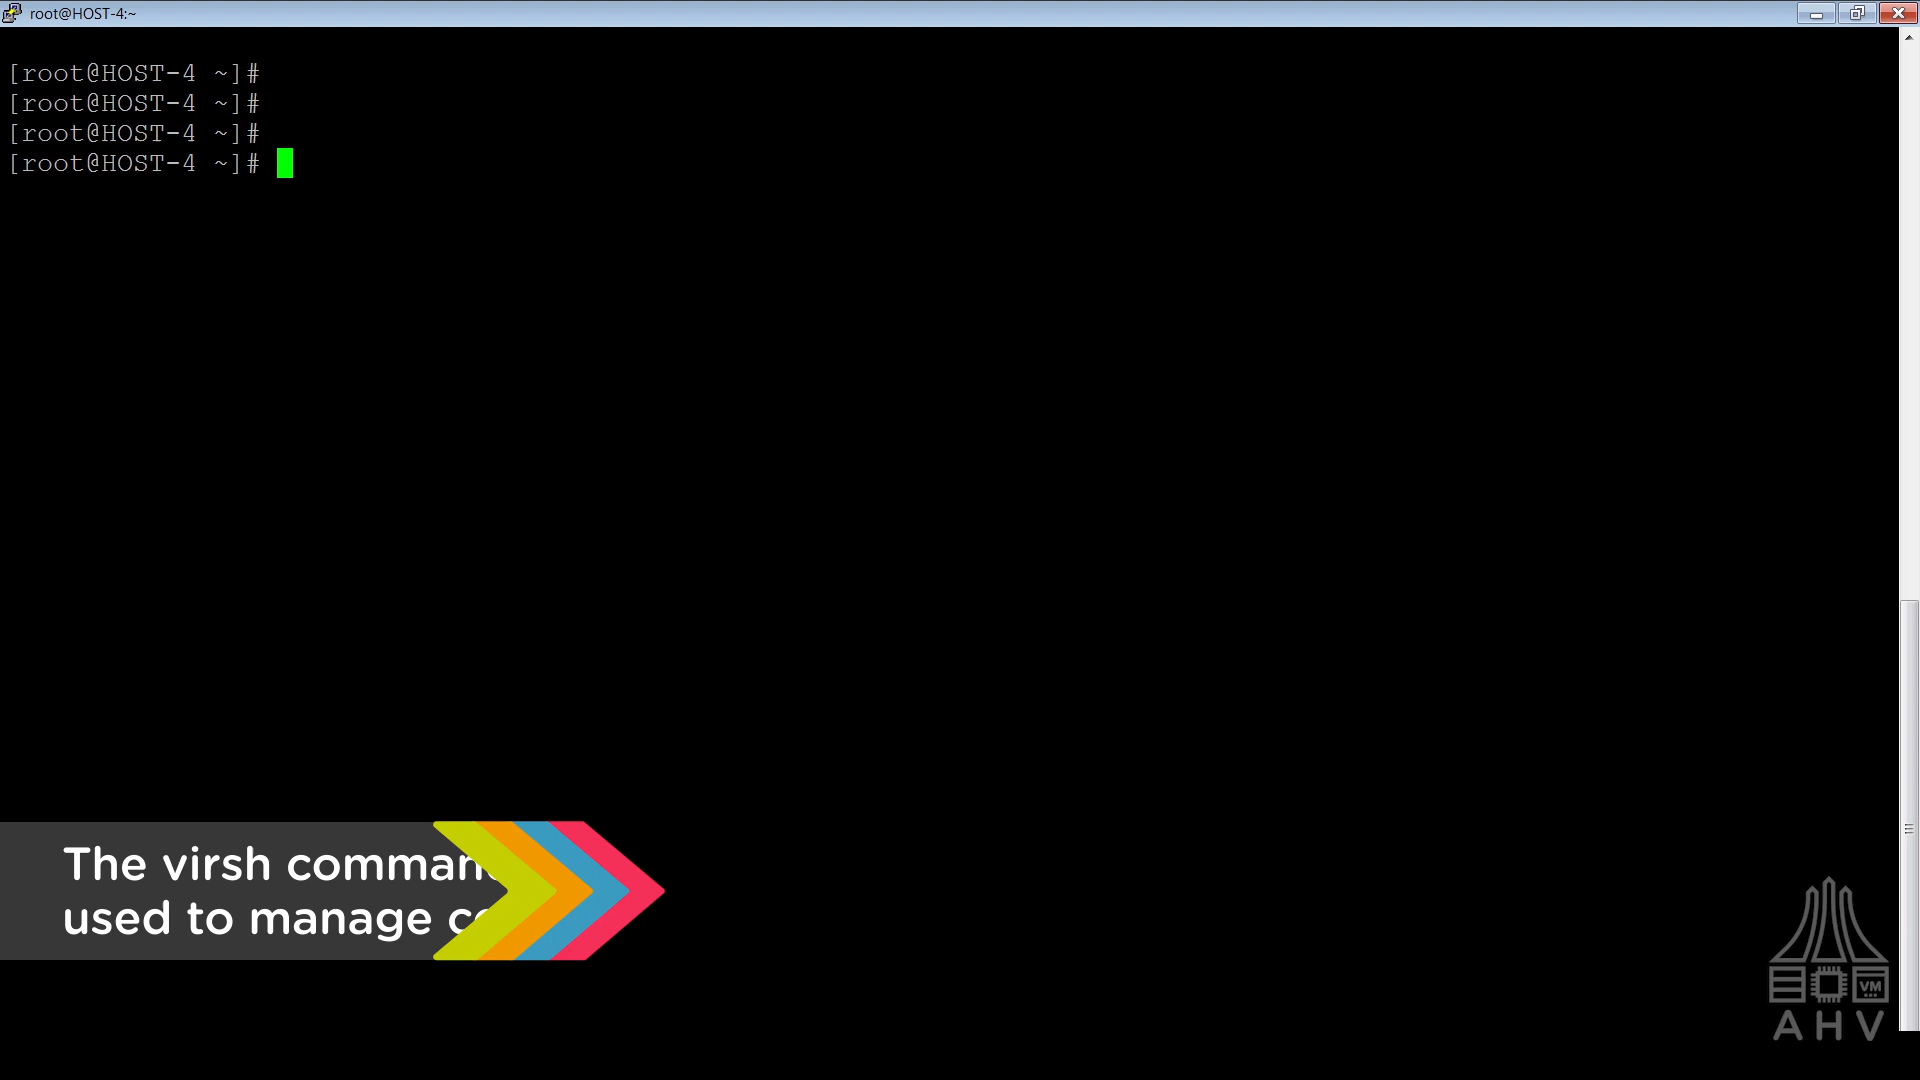 root@HOST-4:~
[root@HOST-4 ~]#
[root@HOST-4 ~]#
[root@HOST-4 ~]#
[root@HOST-4 ~]#
The virsh comman
used to manage
VM
AHV